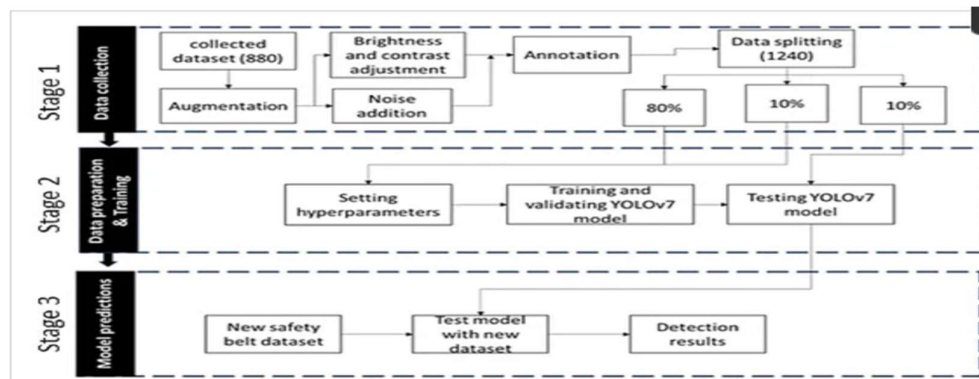 Stage 1
Data collection
collected
dataset (880)
Augmentation
Brightness
and contrast
adjustment
Noise
addition
Annotation
Data splitting
(1240)
80%
10%
10%
Stage 2
Data preparation
& Training
Setting
hyperparameters
Training and
validating YOLOv7
model
Testing YOLOv7
model
Stage 3
Model predictions
New safety
belt dataset
Test model
with new
dataset
Detection
results